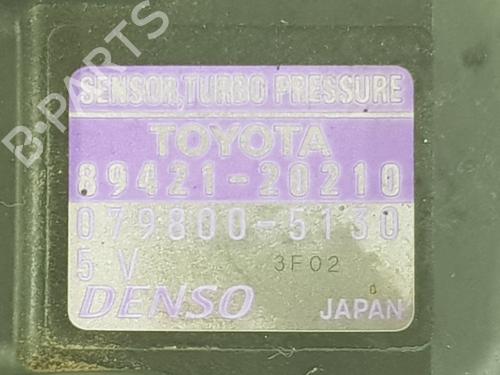 B-PARTS
SENSOR,TURBO PRESSURE
TOYOTA
89421-20210
079800-5130
5 V 3F02
DENSO JAPAN